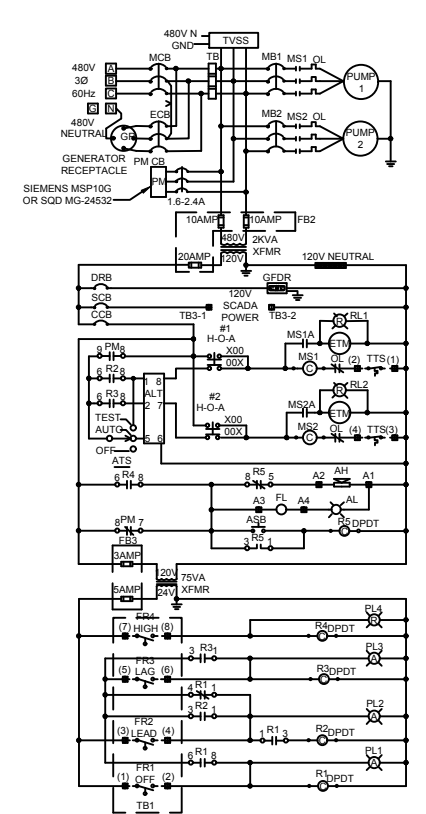 480V N
GND
TVSS
MCB
TB
MB1 MS1 OL
480V A
3Ø B
60Hz C
G N
PUMP 1
ECB
480V
NEUTRAL
GR
MB2 MS2 OL
PUMP 2
GENERATOR
RECEPTACLE
PM CB
PM
SIEMENS MSP10G
OR SQD MG-24532
1.6-2.4A
10AMP
10AMP
FB2
480V
2KVA
XFMR
120V
20AMP
120V NEUTRAL
DRB
GFDR
SCB
120V
SCADA
POWER
CCB
TB3-1
TB3-2
#1
H-O-A
X00
00X
MS1A
R
RL1
ETM
MS1
C
OL (2)
TTS (1)
9 PM 8
6 R2 8
6 R3 8
1 8
ALT
2 7
5 6
TEST
AUTO
OFF
ATS
#2
H-O-A
X00
00X
MS2A
R
RL2
ETM
MS2
C
OL (4)
TTS(3)
6 R4 8
8 R5 5
A2
AH
A1
A3
FL
A4
AL
8 PM 7
ASB
R5 DPDT
3 R5 1
FB3
3AMP
120V
75VA
XFMR
5AMP
24V
FR4
(7) HIGH (8)
PL4
R
R4 DPDT
3 R3 1
PL3
A
FR3
(5) LAG (6)
R3 DPDT
4 R1 1
3 R2 1
PL2
A
FR2
(3) LEAD (4)
1 R1 3
R2 DPDT
6 R1 8
PL1
A
FR1
(1) OFF (2)
R1 DPDT
TB1